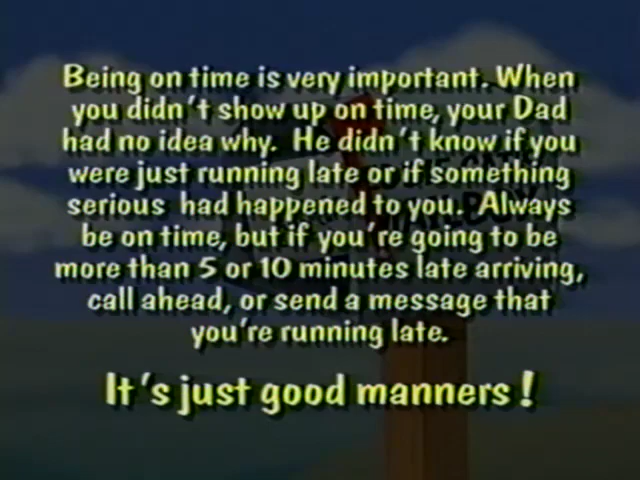 Being on time is very important. When
you didn't show up on time, your Dad
had no idea why. He didn't know if you
were just running late or if something
serious had happened to you. Always
be on time, but if you're going to be
more than 5 or 10 minutes late arriving,
call ahead, or send a message that
you're running late.
It's just good manners!